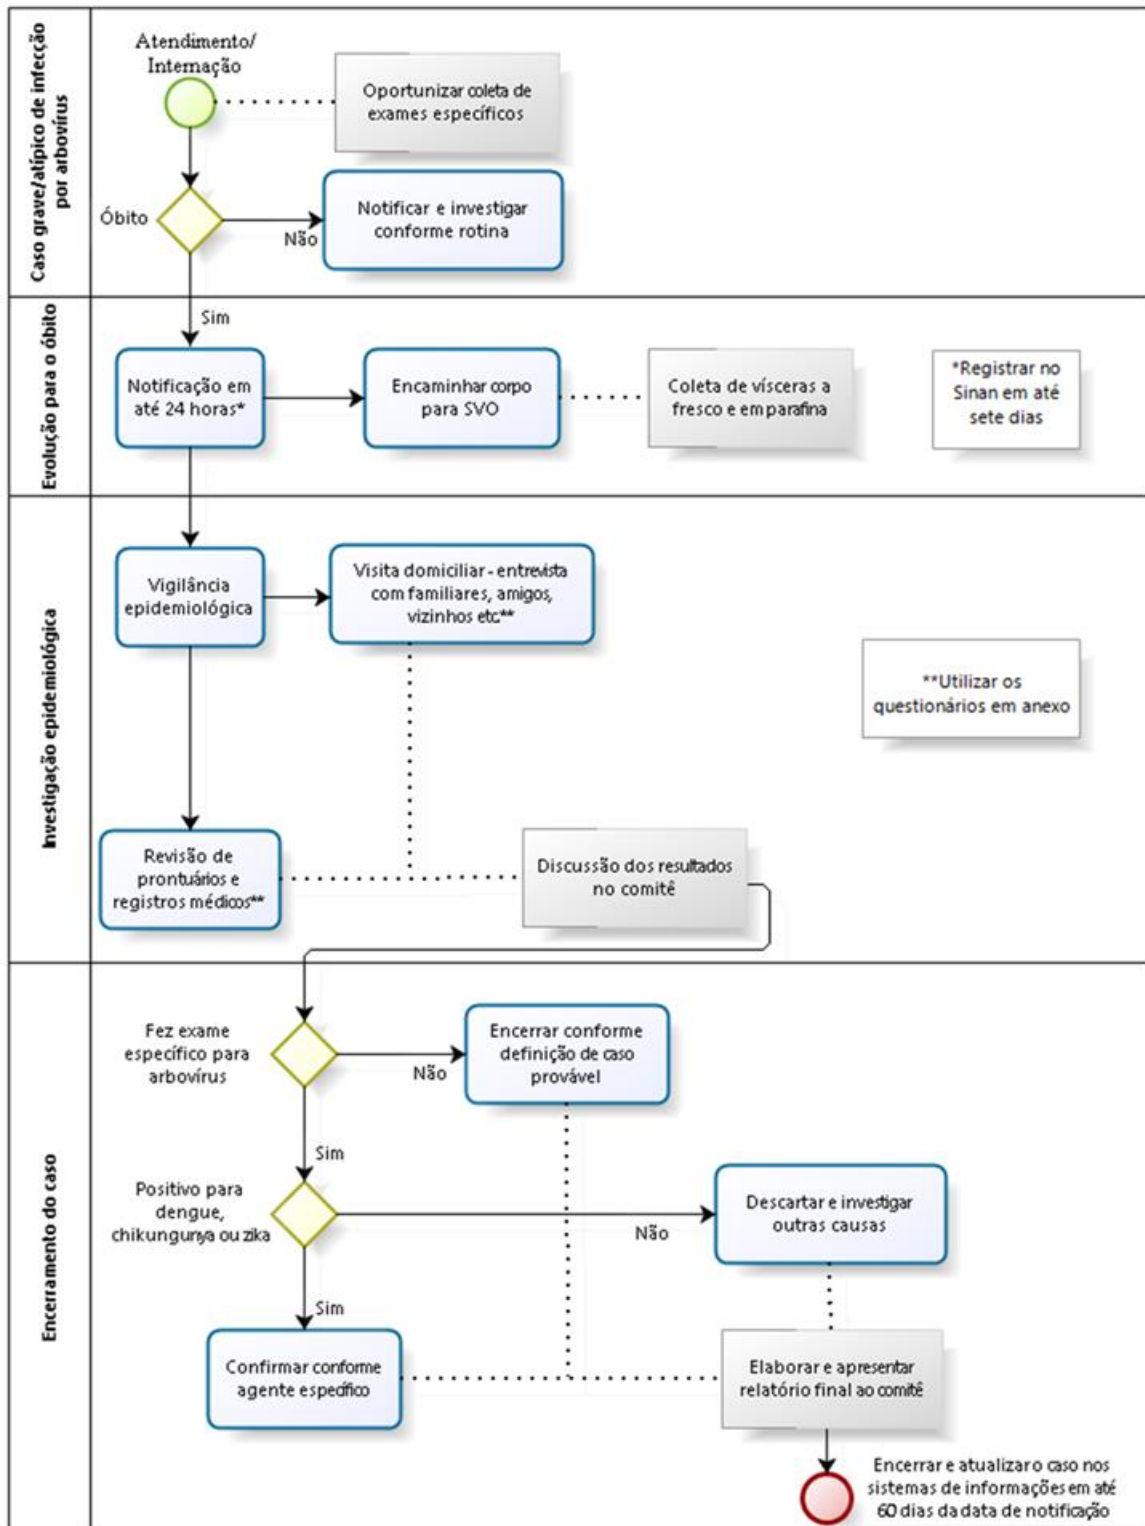 Caso grave/atípico de infecção
por arbovírus
Atendimento/
Internação
Oportunizar coleta de
exames específicos
Óbito
Não
Notificar e investigar
conforme rotina
Sim
Evolução para o óbito
Notificação em
até 24 horas*
Encaminhar corpo
para SVO
Coleta de vísceras a
fresco e em parafina
*Registrar no
Sinan em até
sete dias
Investigação epidemiológica
Vigilância
epidemiológica
Visita domiciliar - entrevista
com familiares, amigos,
vizinhos etc**
**Utilizar os
questionários em anexo
Revisão de
prontuários e
registros médicos**
Discussão dos resultados
no comitê
Encerramento do caso
Fez exame
específico para
arbovírus
Não
Encerrar conforme
definição de caso
provável
Sim
Positivo para
dengue,
chikungunya ou zika
Não
Descartar e investigar
outras causas
Sim
Confirmar conforme
agente específico
Elaborar e apresentar
relatório final ao comitê
Encerrar e atualizar o caso nos
sistemas de informações em até
60 dias da data de notificação